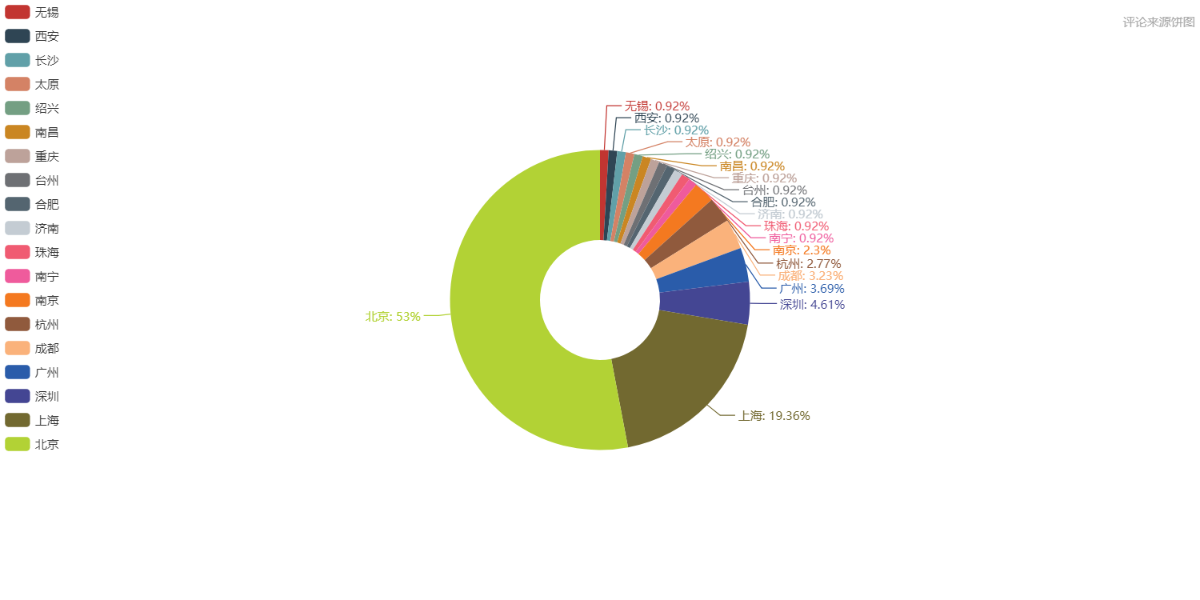 无锡
西安
长沙
太原
绍兴
南昌
重庆
台州
合肥
济南
珠海
南宁
南京
杭州
成都
广州
深圳
上海
北京
评论来源饼图
无锡: 0.92%
西安: 0.92%
长沙: 0.92%
太原: 0.92%
绍兴: 0.92%
南昌: 0.92%
重庆: 0.92%
台州: 0.92%
合肥: 0.92%
济南: 0.92%
珠海: 0.92%
南宁: 0.92%
南京: 2.3%
杭州: 2.77%
成都: 3.23%
广州: 3.69%
深圳: 4.61%
北京: 53%
上海: 19.36%